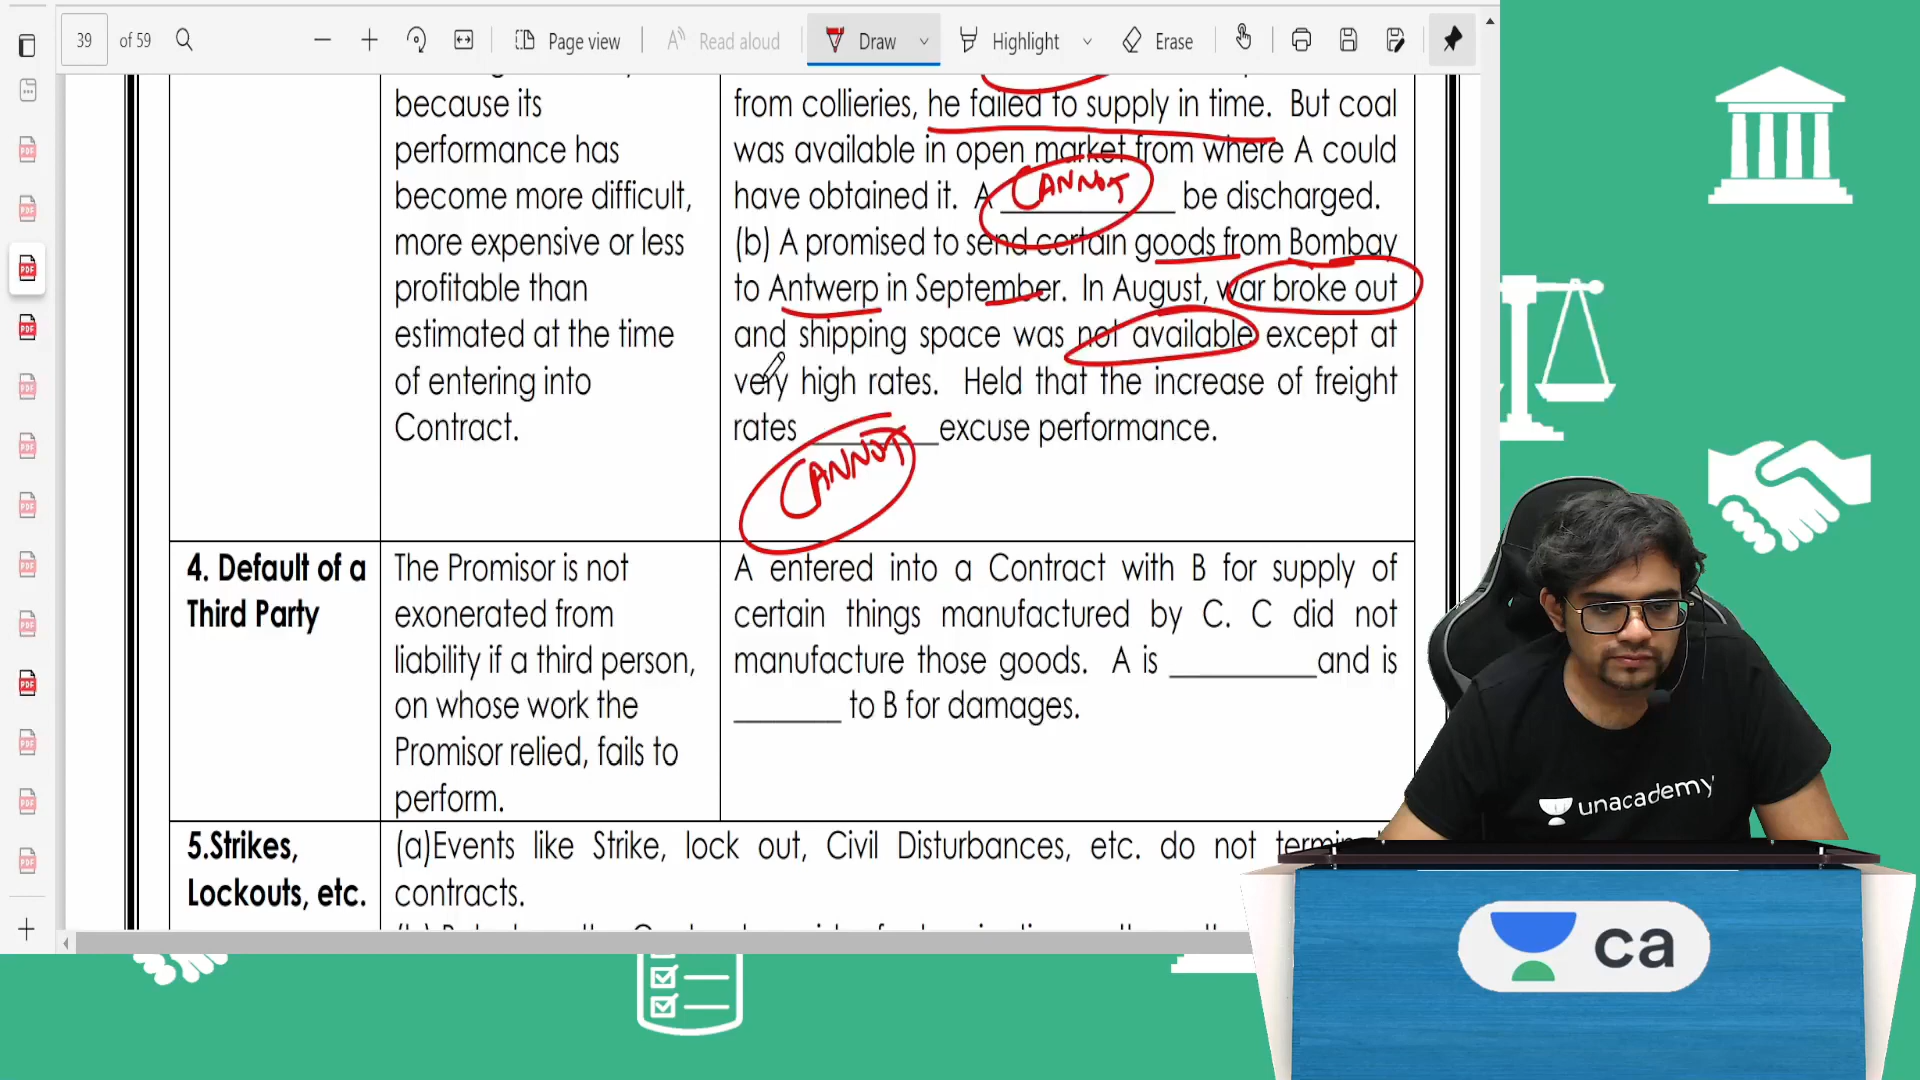 39 of 59
Page view
Read aloud
Draw
Highlight
Erase
because its
performance has
become more difficult,
more expensive or less
profitable than
estimated at the time
of entering into
Contract.
from collieries, he failed to supply in time. But coal
was available in open market from where A could
have obtained it. A ____________ be discharged.
CANNOT
(b) A promised to send certain goods from Bombay
to Antwerp in September. In August, war broke out
and shipping space was not available except at
very high rates. Held that the increase of freight
rates _________excuse performance.
CANNOT
4. Default of a
Third Party
The Promisor is not
exonerated from
liability if a third person,
on whose work the
Promisor relied, fails to
perform.
A entered into a Contract with B for supply of
certain things manufactured by C. C did not
manufacture those goods. A is __________and is
_______ to B for damages.
5.Strikes,
Lockouts, etc.
(a)Events like Strike, lock out, Civil Disturbances, etc. do not
contracts.
unacademy
ca